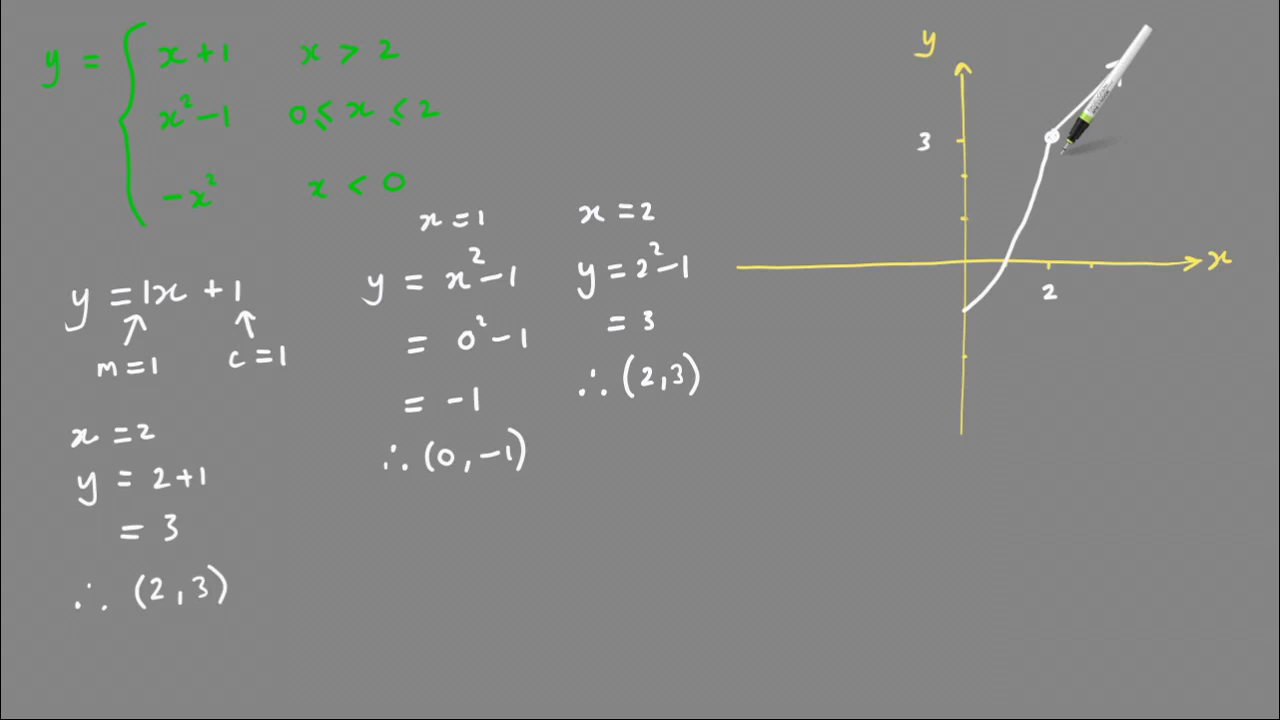 y = { x + 1 x > 2
x² - 1 0 ≤ x ≤ 2
-x² x < 0
y = 1x + 1
m = 1 c = 1
x = 2
y = 2 + 1
= 3
∴ (2, 3)
x = 1
y = x² - 1
= 0² - 1
= -1
∴ (0, -1)
x = 2
y = 2² - 1
= 3
∴ (2, 3)
y
3
x
2